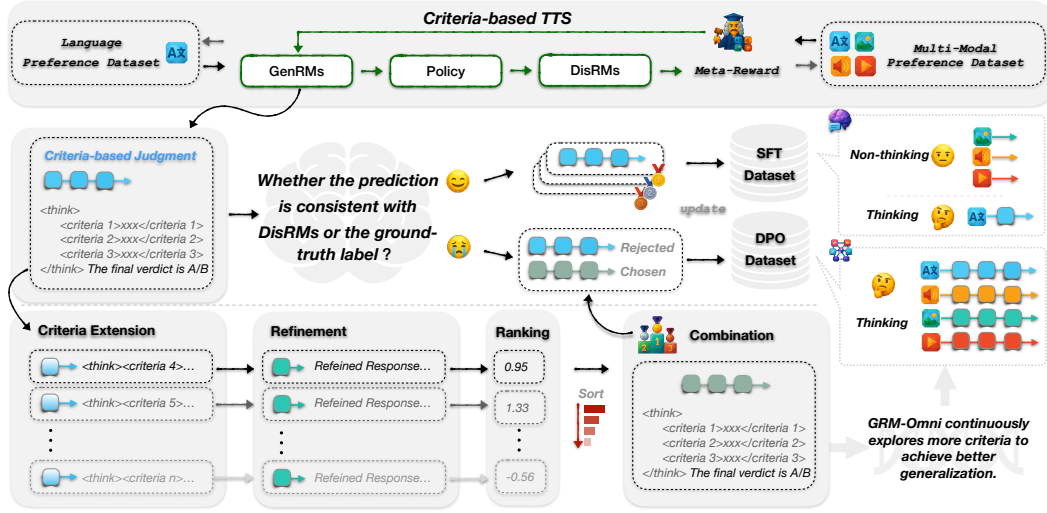 Criteria-based TTS
Language
Preference Dataset
GenRMs
Policy
DisRMs
Meta-Reward
Multi-Modal
Preference Dataset
Criteria-based Judgment
<think>
<criteria 1>xxx</criteria 1>
<criteria 2>xxx</criteria 2>
<criteria 3>xxx</criteria 3>
</think> The final verdict is A/B
Whether the prediction
is consistent with
DisRMs or the ground-
truth label ?
Rejected
Chosen
SFT
Dataset
update
DPO
Dataset
Non-thinking
Thinking
Thinking
Criteria Extension
<think><criteria 4>...
<think><criteria 5>...
<think><criteria n>...
Refinement
Refeined Response...
Refeined Response...
Refeined Response...
Ranking
0.95
1.33
-0.56
Sort
2 1 3
Combination
<think>
<criteria 1>xxx</criteria 1>
<criteria 2>xxx</criteria 2>
<criteria 3>xxx</criteria 3>
</think> The final verdict is A/B
GRM-Omni continuously
explores more criteria to
achieve better
generalization.